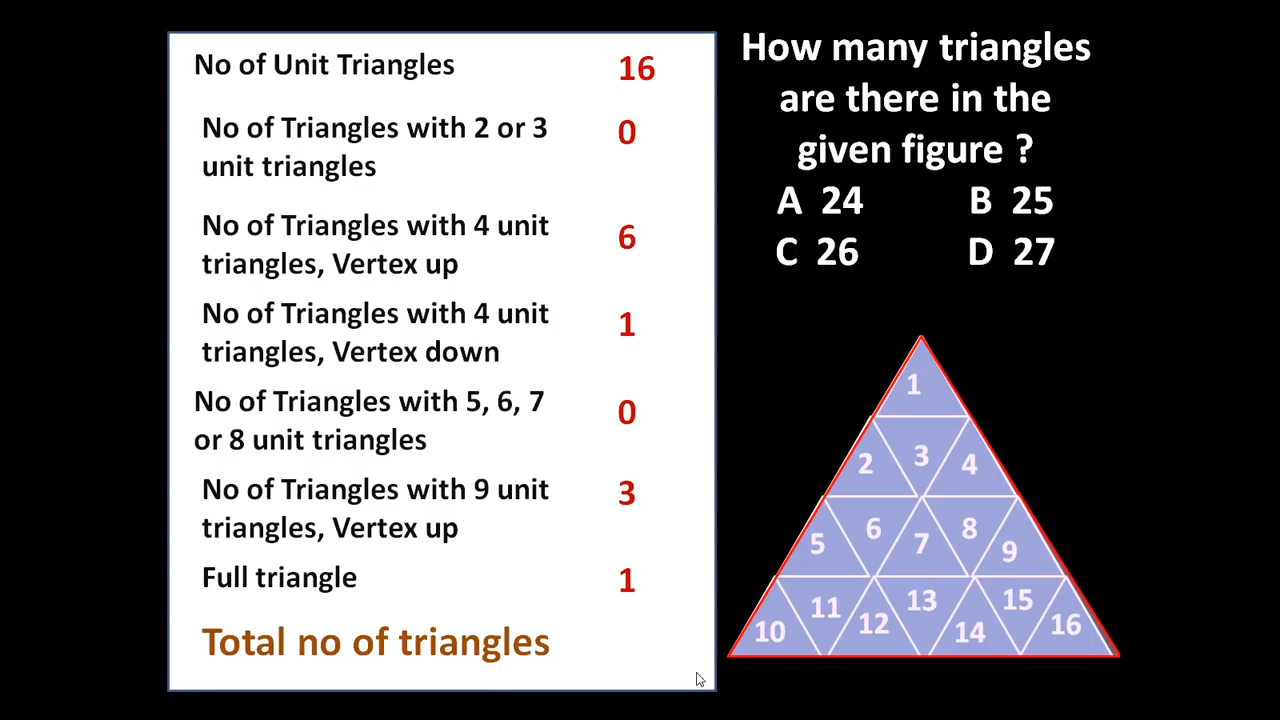 No of Unit Triangles 16
No of Triangles with 2 or 3 0
unit triangles
No of Triangles with 4 unit 6
triangles, Vertex up
No of Triangles with 4 unit 1
triangles, Vertex down
No of Triangles with 5, 6, 7 0
or 8 unit triangles
No of Triangles with 9 unit 3
triangles, Vertex up
Full triangle 1
Total no of triangles
How many triangles
are there in the
given figure ?
A 24 B 25
C 26 D 27
1
2 3 4
5 6 7 8 9
10 11 12 13 14 15 16